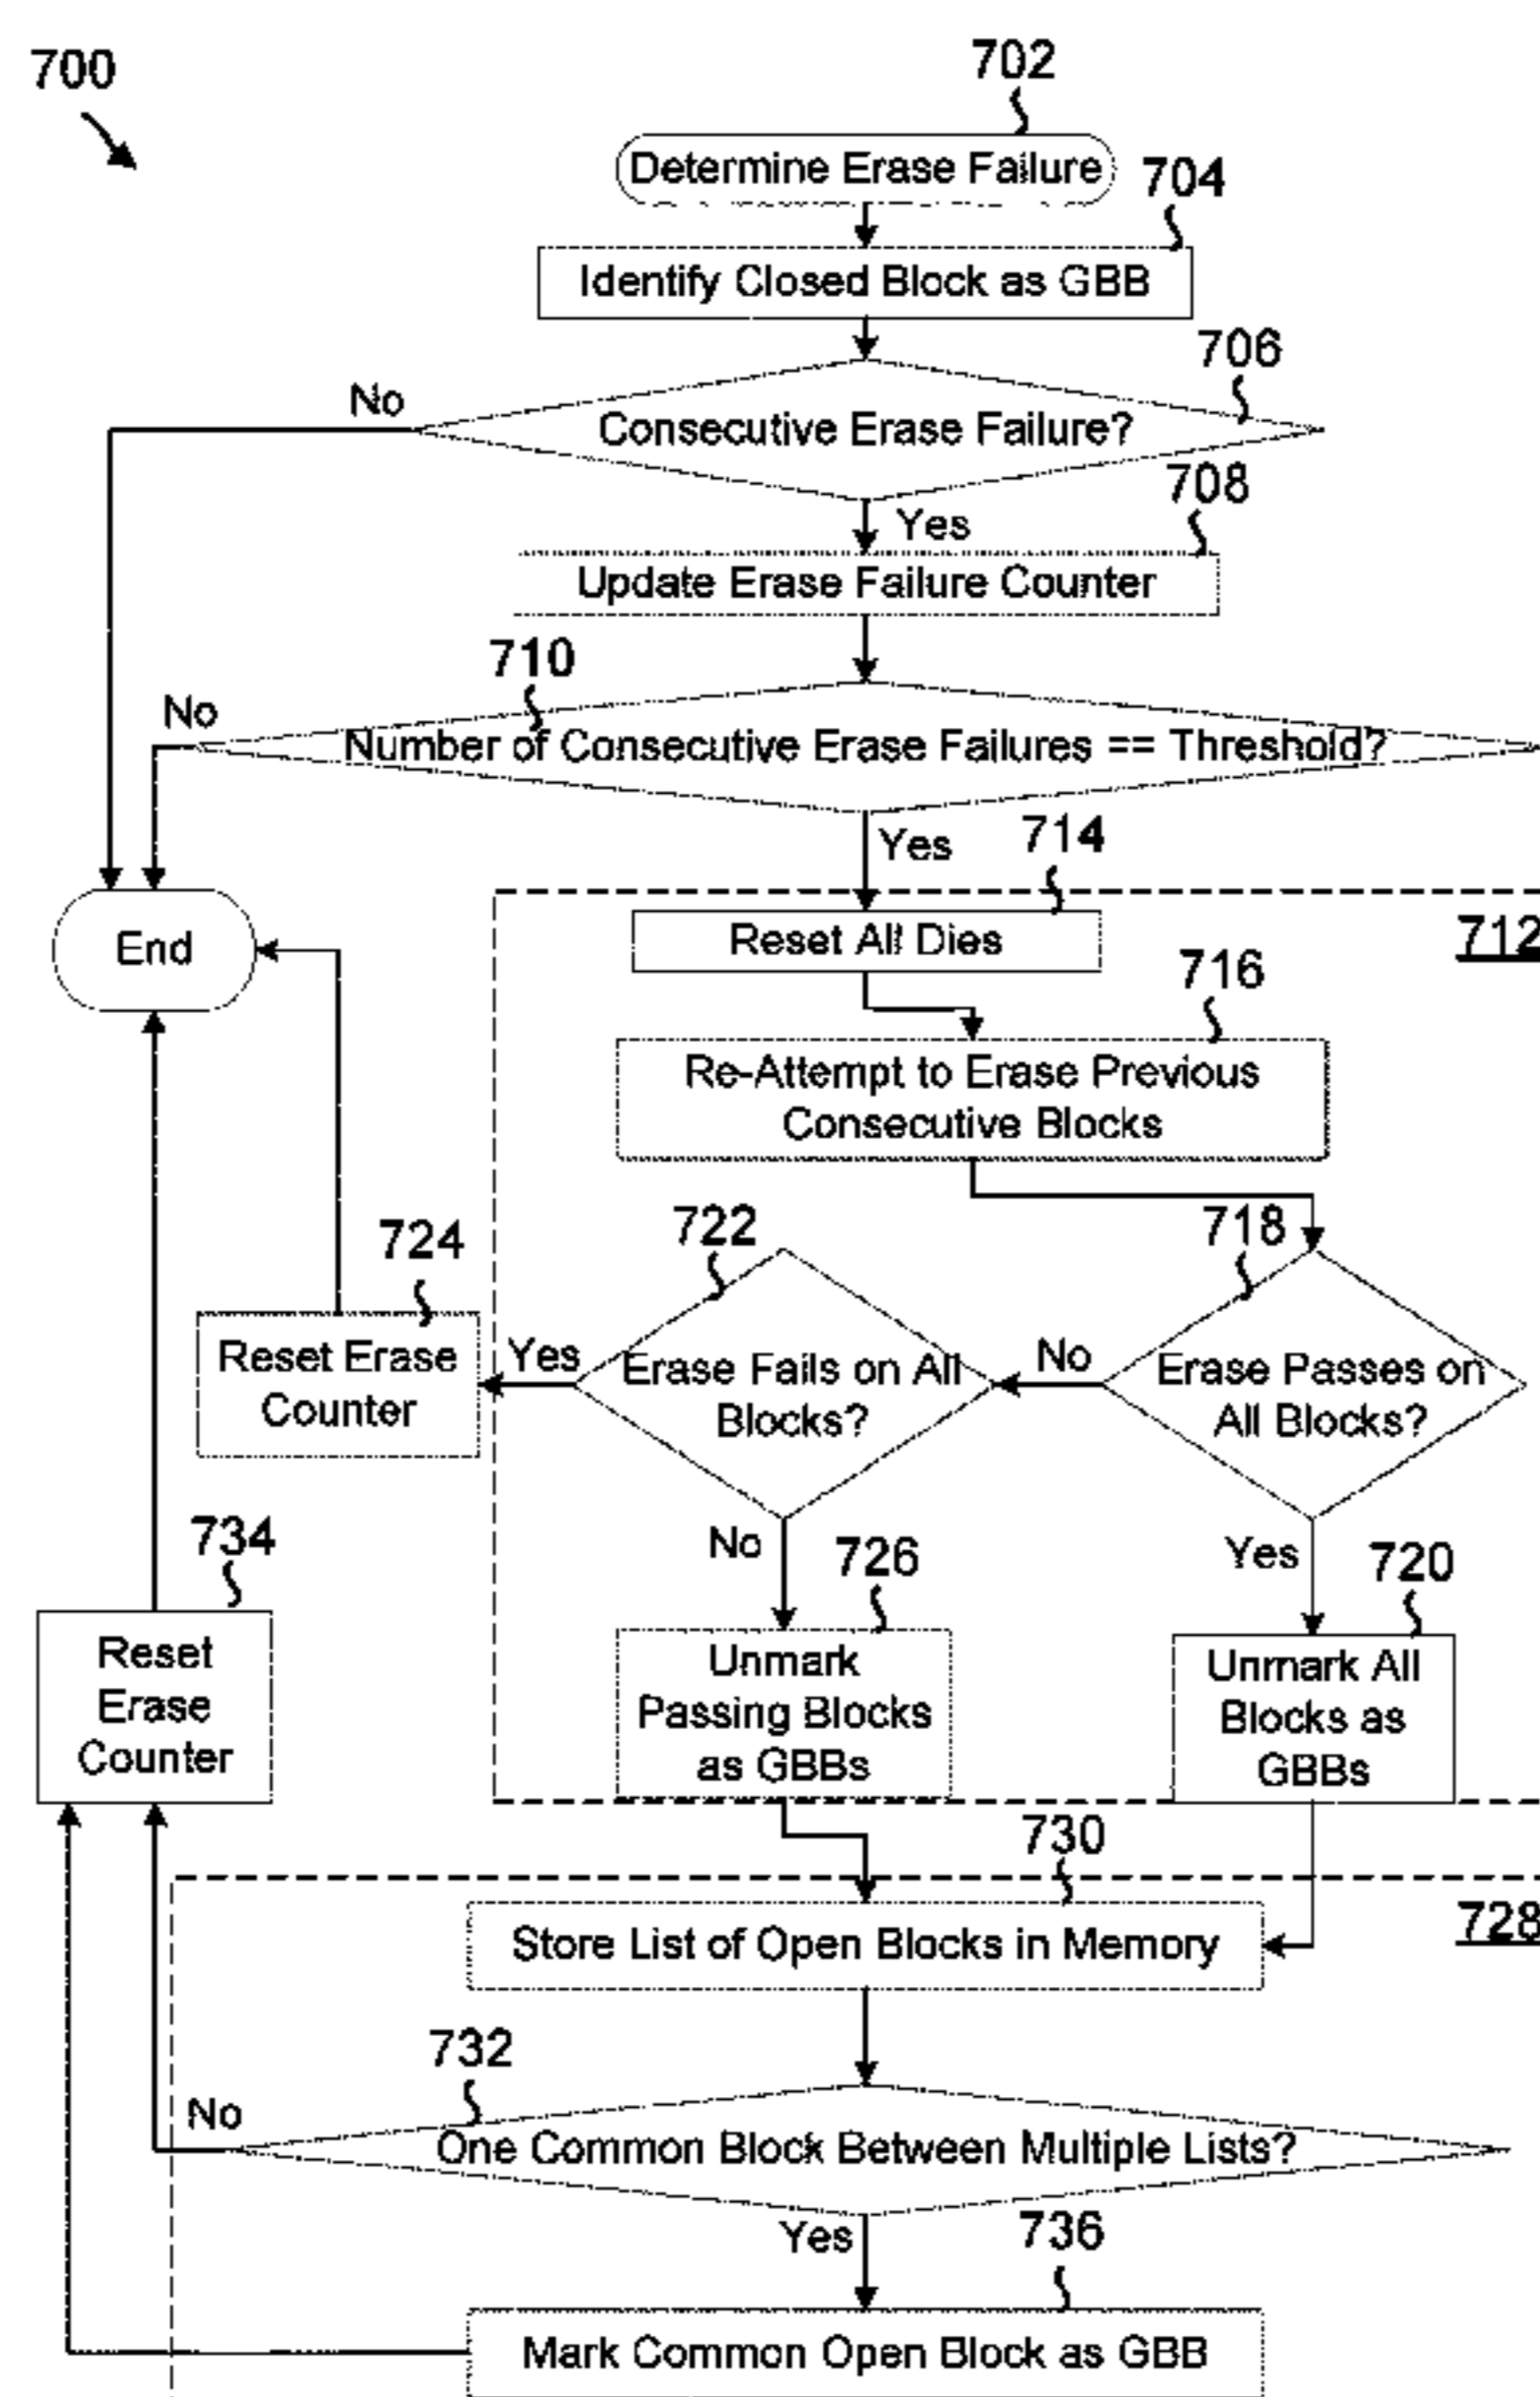 700
702
Determine Erase Failure
704
Identify Closed Block as GBB
706
No
Consecutive Erase Failure?
708
Yes
Update Erase Failure Counter
710
No
Number of Consecutive Erase Failures == Threshold?
Yes
714
End
Reset All Dies
712
716
Re-Attempt to Erase Previous
Consecutive Blocks
722
718
724
Reset Erase
Counter
Yes
Erase Fails on All
Blocks?
No
Erase Passes on
All Blocks?
734
No
726
Yes
720
Reset
Erase
Counter
Unmark
Passing Blocks
as GBBs
Unmark All
Blocks as
GBBs
730
Store List of Open Blocks in Memory
728
732
No
One Common Block Between Multiple Lists?
Yes
736
Mark Common Open Block as GBB